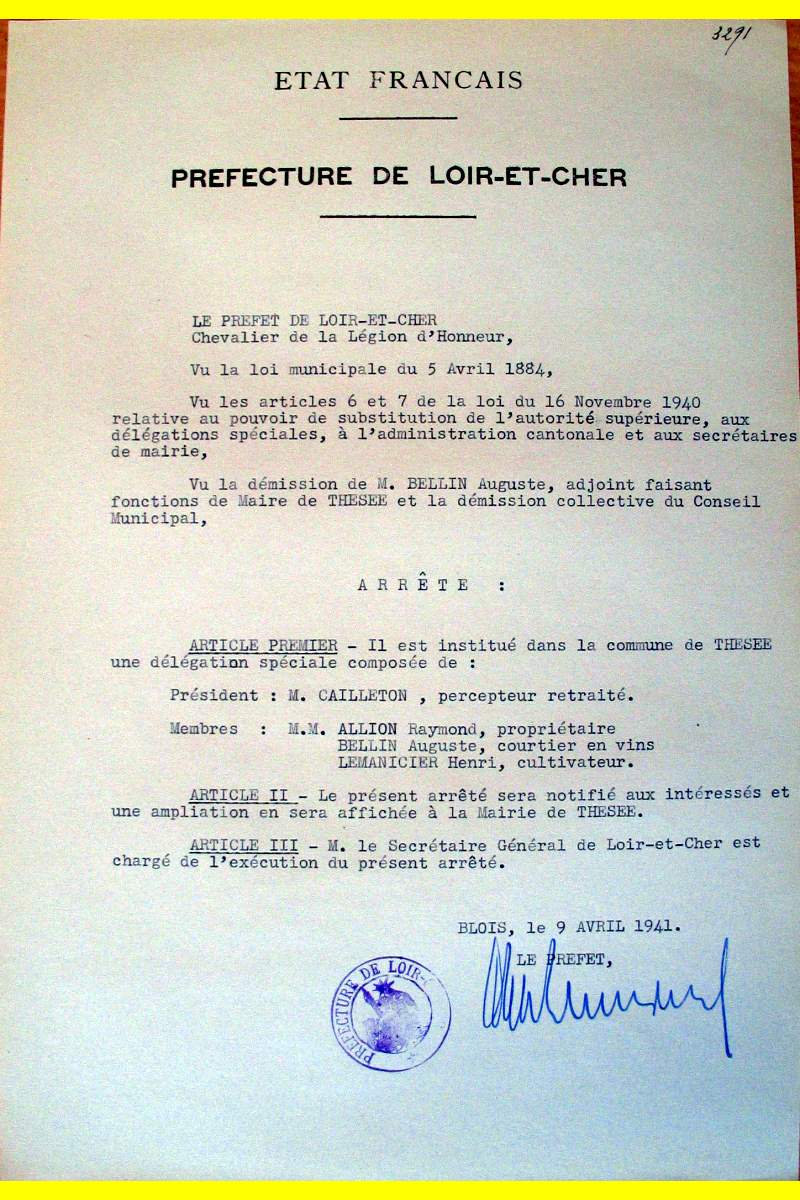 3291
ETAT FRANCAIS
PREFECTURE DE LOIR-ET-CHER
LE PREFET DE LOIR-ET-CHER
Chevalier de la Légion d'Honneur,
Vu la loi municipale du 5 Avril 1884,
Vu les articles 6 et 7 de la loi du 16 Novembre 1940
relative au pouvoir de substitution de l'autorité supérieure, aux
délégations spéciales, à l'administration cantonale et aux secrétaires
de mairie,
Vu la démission de M. BELLIN Auguste, adjoint faisant
fonctions de Maire de THESEE et la démission collective du Conseil
Municipal,
A R R Ê T E :
ARTICLE PREMIER - Il est institué dans la commune de THESEE
une délégation spéciale composée de :
Président : M. CAILLETON , percepteur retraité.
Membres : M.M. ALLION Raymond, propriétaire
BELLIN Auguste, courtier en vins
LEMANICIER Henri, cultivateur.
ARTICLE II - Le présent arrêté sera notifié aux intéressés et
une ampliation en sera affichée à la Mairie de THESEE.
ARTICLE III - M. le Secrétaire Général de Loir-et-Cher est
chargé de l'exécution du présent arrêté.
BLOIS, le 9 AVRIL 1941.
LE PREFET,
PREFECTURE DE LOIR-